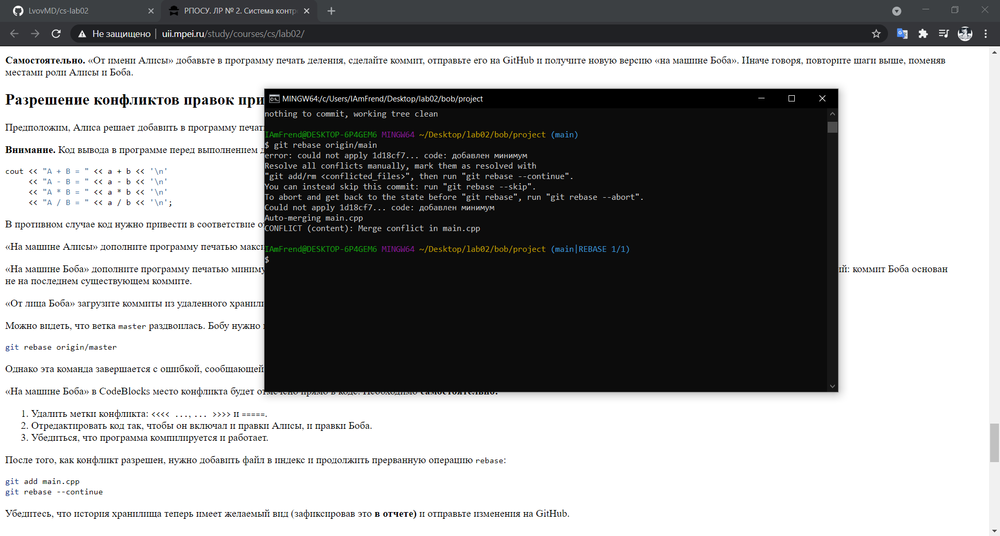 LvovMD/cs-lab02
РПОСУ. ЛР № 2. Система контр
Не защищено
uii.mpei.ru/study/courses/cs/lab02/
Самостоятельно. «От имени Алисы» добавьте в программу печать деления, сделайте коммит, отправьте его на GitHub и получите новую версию «на машине Боба». Иначе говоря, повторите шаги выше, поменяв
местами роли Алисы и Боба.
Разрешение конфликтов правок при
Предположим, Алиса решает добавить в программу печать
Внимание. Код вывода в программе перед выполнением д
cout << "A + B = " << a + b << '\n'
<< "A - B = " << a - b << '\n'
<< "A * B = " << a * b << '\n'
<< "A / B = " << a / b << '\n';
В противном случае код нужно привести в соответствие о
«На машине Алисы» дополните программу печатью макси
«На машине Боба» дополните программу печатью миниму ий: коммит Боба основан
не на последнем существующем коммите.
«От лица Боба» загрузите коммиты из удаленного храни
Можно видеть, что ветка master раздвоилась. Бобу нужно
git rebase origin/master
Однако эта команда завершается с ошибкой, сообщающей
«На машине Боба» в CodeBlocks место конфликта будет отмечено прямо в коде. Необходимо самостоятельно:
1. Удалить метки конфликта: <<<< ..., ... >>>> и =====.
2. Отредактировать код так, чтобы он включал и правки Алисы, и правки Боба.
3. Убедиться, что программа компилируется и работает.
После того, как конфликт разрешен, нужно добавить файл в индекс и продолжить прерванную операцию rebase:
git add main.cpp
git rebase --continue
Убедитесь, что история хранилища теперь имеет желаемый вид (зафиксировав это в отчете) и отправьте изменения на GitHub.
MINGW64:/c/Users/IAmFrend/Desktop/lab02/bob/project
nothing to commit, working tree clean
IAmFrend@DESKTOP-6P4GEM6 MINGW64 ~/Desktop/lab02/bob/project (main)
$ git rebase origin/main
error: could not apply 1d18cf7... code: добавлен минимум
Resolve all conflicts manually, mark them as resolved with
"git add/rm <conflicted_files>", then run "git rebase --continue".
You can instead skip this commit: run "git rebase --skip".
To abort and get back to the state before "git rebase", run "git rebase --abort".
Could not apply 1d18cf7... code: добавлен минимум
Auto-merging main.cpp
CONFLICT (content): Merge conflict in main.cpp
IAmFrend@DESKTOP-6P4GEM6 MINGW64 ~/Desktop/lab02/bob/project (main|REBASE 1/1)
$